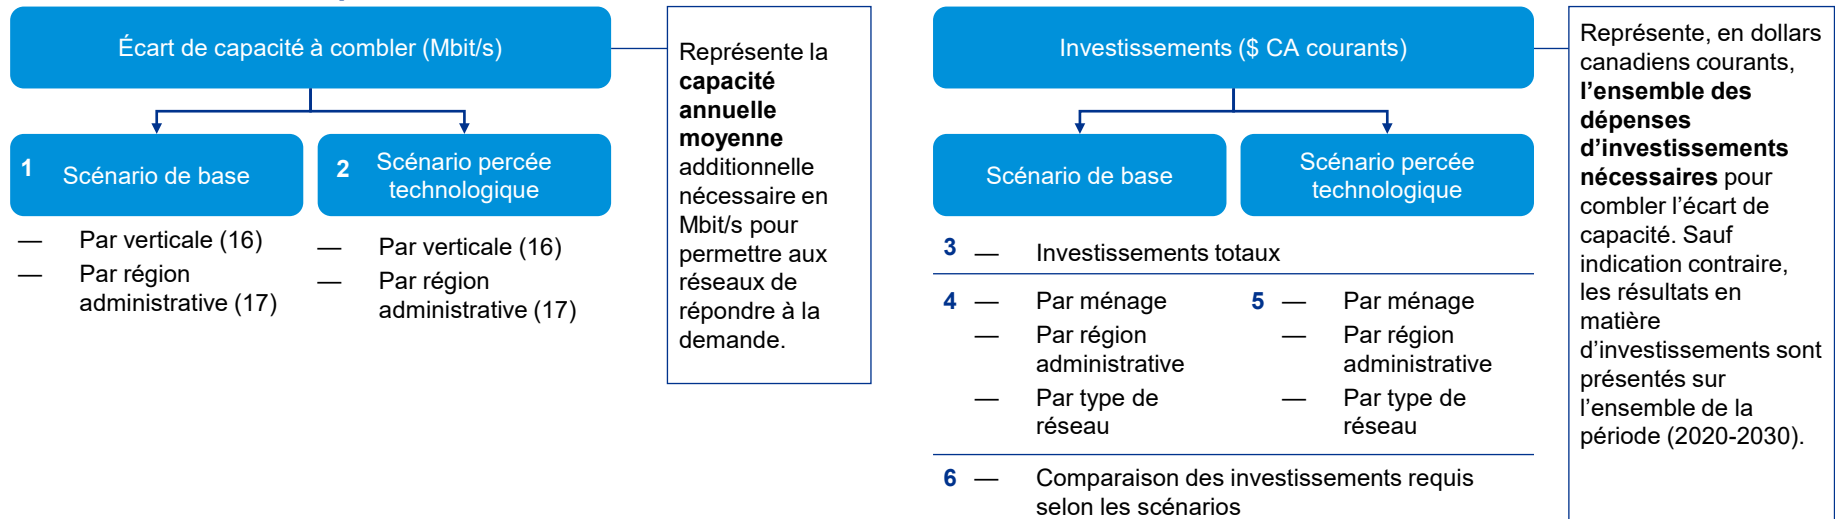 Écart de capacité à combler (Mbit/s)
1 Scénario de base
2 Scénario percée
technologique
— Par verticale (16)
— Par région
administrative (17)
— Par verticale (16)
— Par région
administrative (17)
Représente la
capacité
annuelle
moyenne
additionnelle
nécessaire en
Mbit/s pour
permettre aux
réseaux de
répondre à la
demande.
Investissements ($ CA courants)
Scénario de base
Scénario percée
technologique
3 — Investissements totaux
4 — Par ménage
— Par région
administrative
— Par type de
réseau
5 — Par ménage
— Par région
administrative
— Par type de
réseau
6 — Comparaison des investissements requis
selon les scénarios
Représente, en dollars
canadiens courants,
l’ensemble des
dépenses
d’investissements
nécessaires pour
combler l’écart de
capacité. Sauf
indication contraire,
les résultats en
matière
d’investissements sont
présentés sur
l’ensemble de la
période (2020-2030).